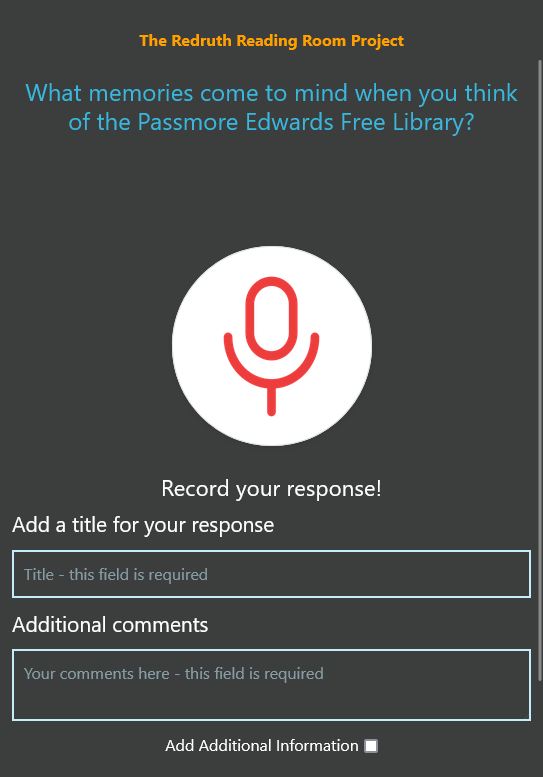 The Redruth Reading Room Project
What memories come to mind when you think
of the Passmore Edwards Free Library?
Record your response!
Add a title for your response
Title - this field is required
Additional comments
Your comments here - this field is required
Add Additional Information